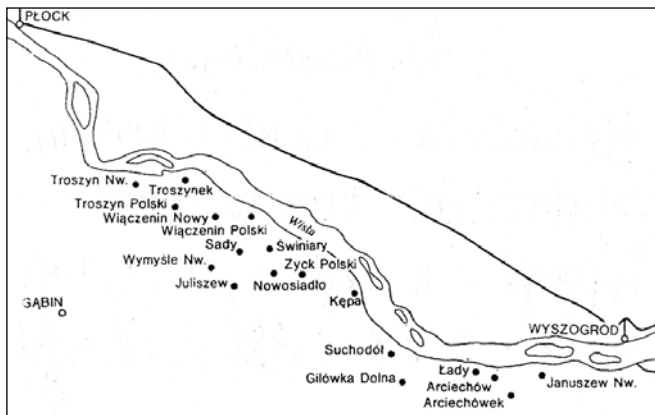 PŁOCK
Troszyn Nw.
Troszynek
Troszyn Polski
Wiączenin Nowy
Wiączenin Polski
Wisła
Sady
Świniary
Wymyśle Nw.
Zyck Polski
Juliszew
Nowosiadło
Kępa
GĄBIN
WYSZOGRÓD
Suchodół
Łady
Giłówka Dolna
Arciechów
Januszew Nw.
Arciechówek